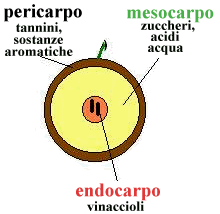 pericarpo
tannini,
sostanze
aromatiche
mesocarpo
zuccheri,
acidi
acqua
endocarpo
vinaccioli